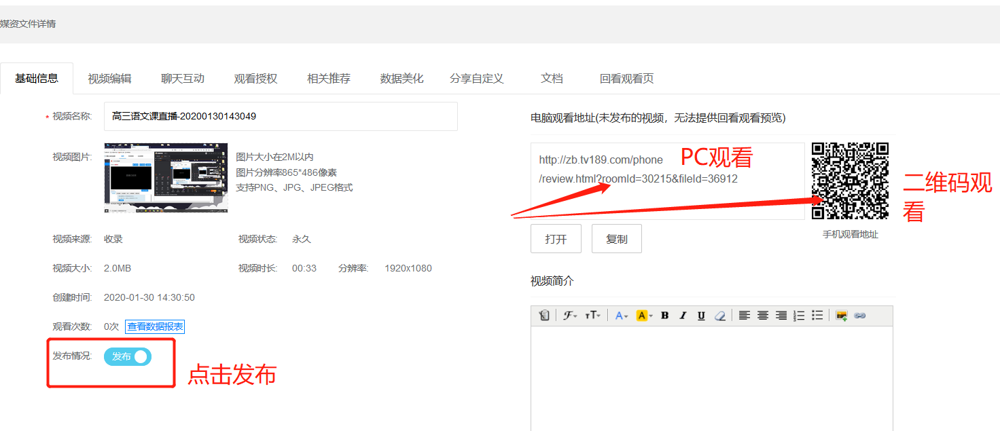 媒资文件详情
基础信息 视频编辑 聊天互动 观看授权 相关推荐 数据美化 分享自定义 文档 回看观看页
* 视频名称: 高三语文课直播-20200130143049
视频图片:
图片大小在2M以内
图片分辨率865*486像素
支持PNG、JPG、JPEG格式
视频来源: 收录 视频状态: 永久
视频大小: 2.0MB 视频时长: 00:33 分辨率: 1920x1080
创建时间: 2020-01-30 14:30:50
观看次数: 0次 查看数据报表
发布情况: 发布
点击发布
电脑观看地址(未发布的视频，无法提供回看观看预览)
http://zb.tv189.com/phone
/review.html?roomId=30215&fileId=36912
PC观看
二维码观
看
手机观看地址
打开 复制
视频简介